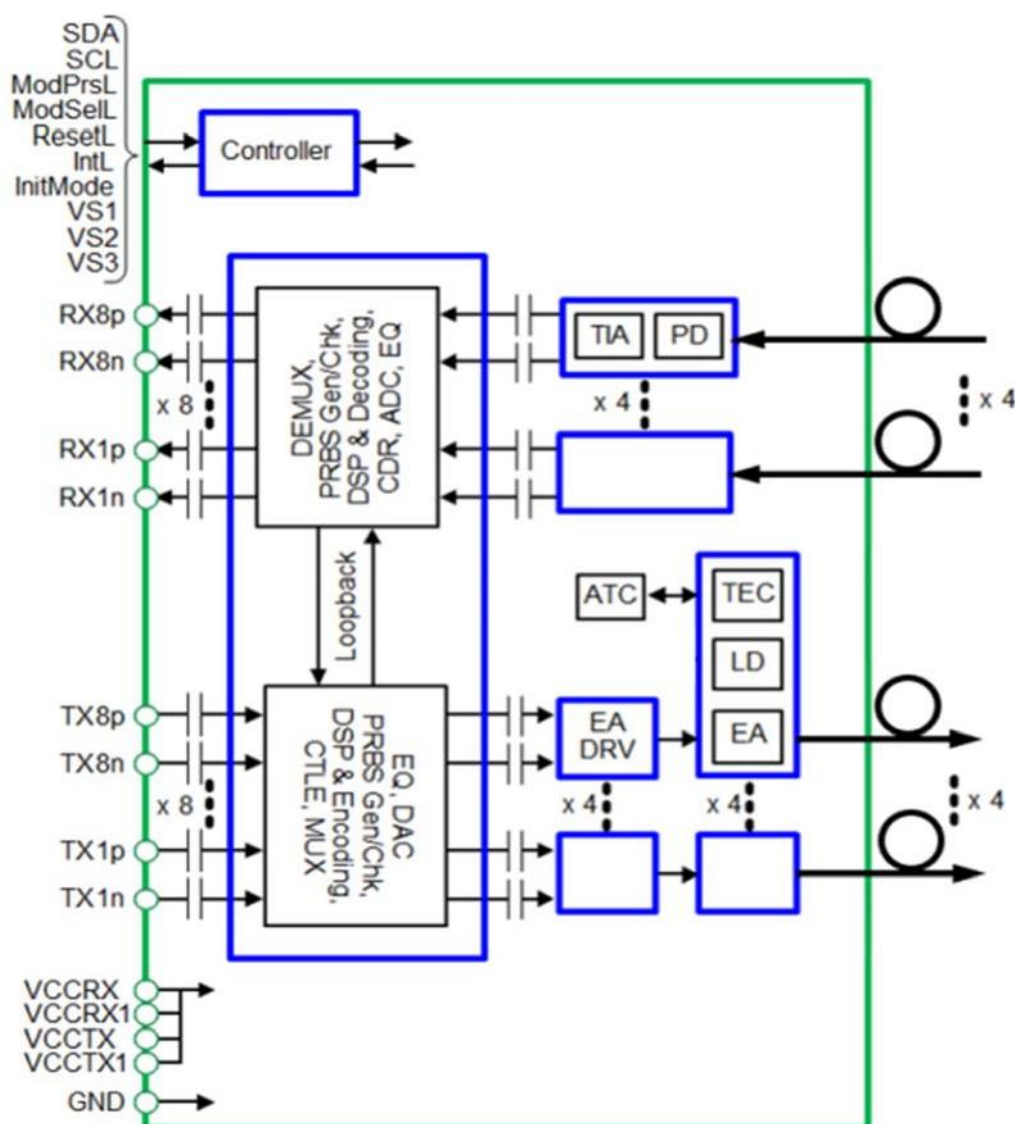 SDA
SCL
ModPrsL
ModSelL
ResetL
IntL
InitMode
VS1
VS2
VS3
Controller
RX8p
RX8n
x 8
RX1p
RX1n
DEMUX,
PRBS Gen/Chk,
DSP & Decoding,
CDR, ADC, EQ
TIA
PD
x 4
x 4
Loopback
ATC
TEC
LD
EA
TX8p
TX8n
x 8
TX1p
TX1n
EQ, DAC
PRBS Gen/Chk,
DSP & Encoding,
CTLE, MUX
EA
DRV
x 4
x 4
x 4
VCCRX
VCCRX1
VCCTX
VCCTX1
GND